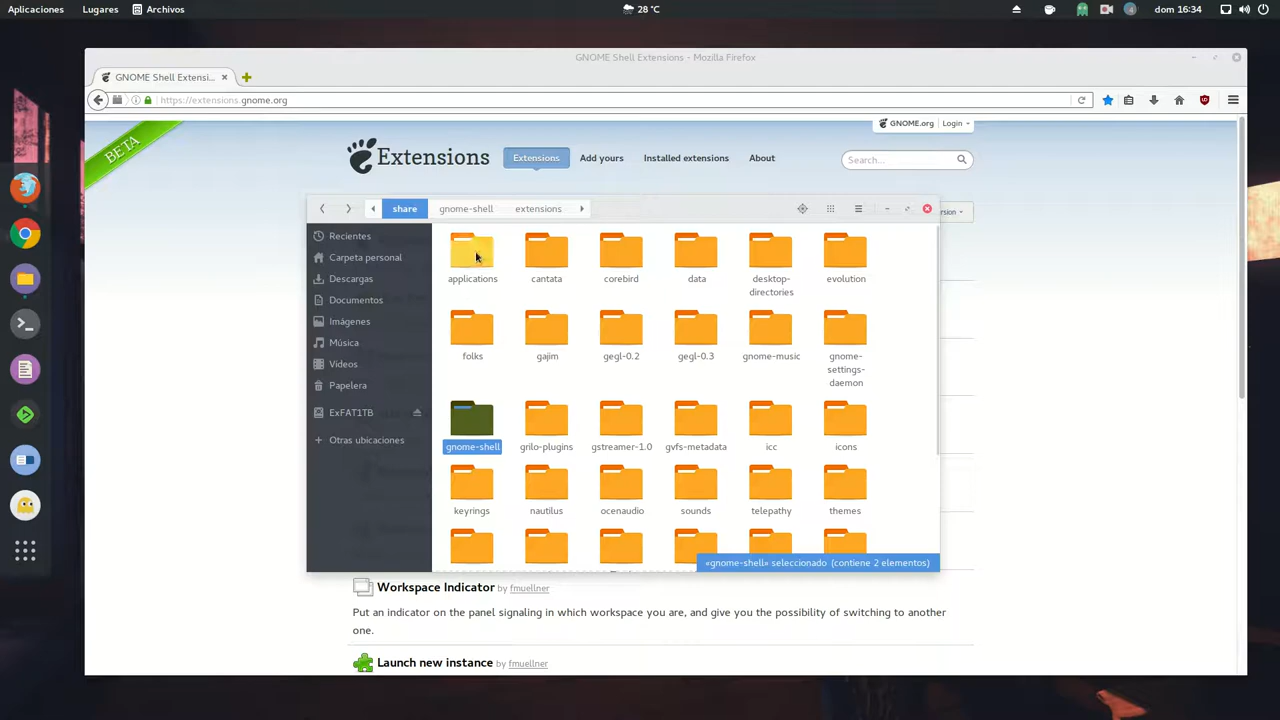 Aplicaciones Lugares Archivos 28 °C dom 16:34
GNOME Shell Extensions - Mozilla Firefox
GNOME Shell Extensi...
https://extensions.gnome.org
GNOME.org Login
BETA
Extensions Extensions Add yours Installed extensions About Search...
share gnome-shell extensions
Recientes
Carpeta personal
Descargas
Documentos
Imágenes
Música
Vídeos
Papelera
ExFAT1TB
Otras ubicaciones
applications cantata corebird data desktop-
directories evolution
folks gajim gegl-0.2 gegl-0.3 gnome-music gnome-
settings-
daemon
gnome-shell grilo-plugins gstreamer-1.0 gvfs-metadata icc icons
keyrings nautilus ocenaudio sounds telepathy themes
«gnome-shell» seleccionado (contiene 2 elementos)
Workspace Indicator by fmuellner
Put an indicator on the panel signaling in which workspace you are, and give you the possibility of switching to another
one.
Launch new instance by fmuellner